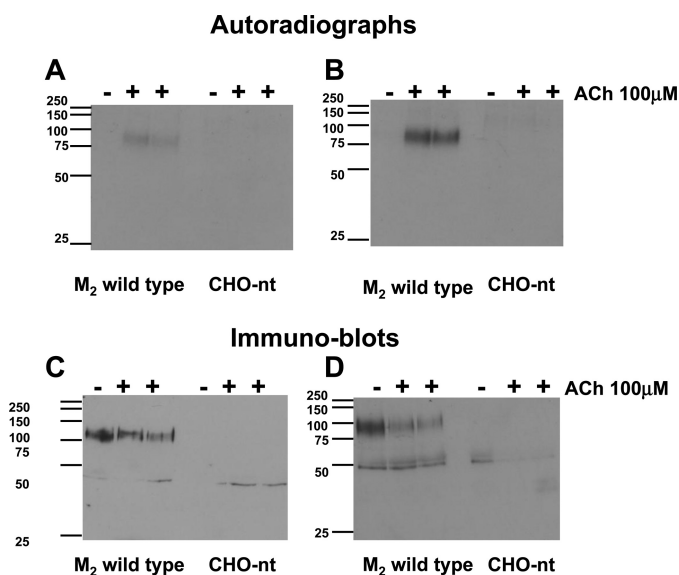 Autoradiographs
A
B
- + + - + +
- + + - + + ACh 100μM
250
150
100
75
50
25
250
150
100
75
50
25
M2 wild type CHO-nt
M2 wild type CHO-nt
Immuno-blots
C
D
- + + - + +
- + + - + + ACh 100μM
250
150
100
75
50
25
250
150
100
75
50
25
M2 wild type CHO-nt
M2 wild type CHO-nt